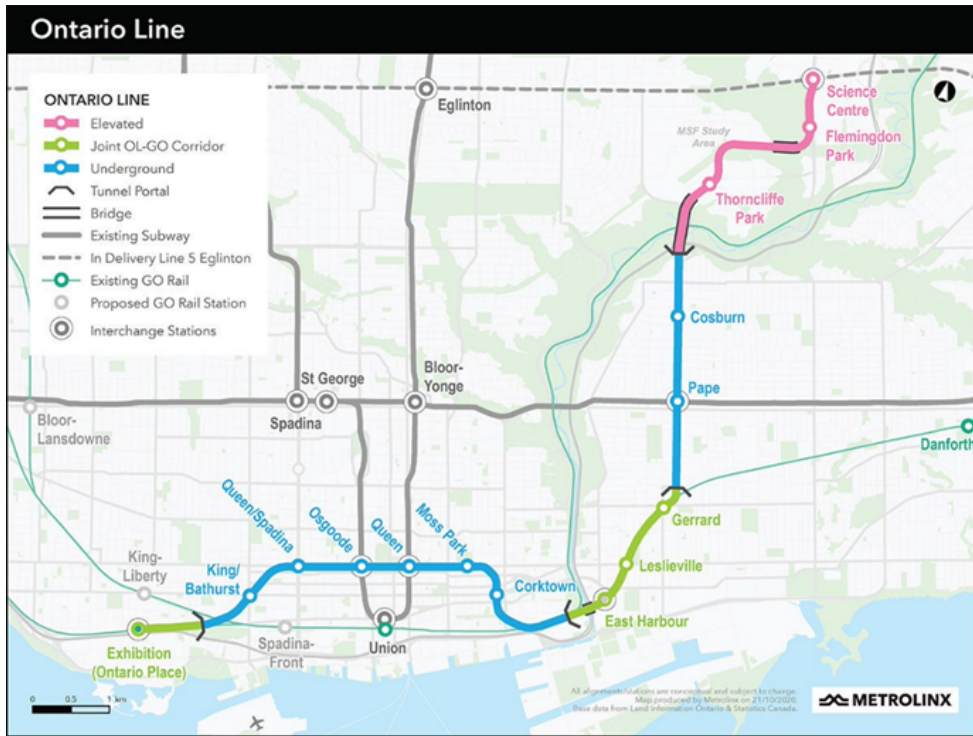 Ontario Line
ONTARIO LINE
Elevated
Joint OL-GO Corridor
Underground
Tunnel Portal
Bridge
Existing Subway
In Delivery Line 5 Eglinton
Existing GO Rail
Proposed GO Rail Station
Interchange Stations
Eglinton
Science
Centre
Flemingdon
Park
MSF Study
Area
Thorncliffe
Park
Cosburn
Pape
Bloor-
Yonge
St George
Spadina
Bloor-
Lansdowne
Danforth
Gerrard
Leslieville
East Harbour
Corktown
Moss Park
Queen
Osgoode
Queen/Spadina
King/
Bathurst
King-
Liberty
Exhibition
(Ontario Place)
Spadina-
Front
Union
0 0.5 1 km
All alignments/stations are conceptual and subject to change.
Map produced by Metrolinx on 21/10/2020.
Base data from Land Information Ontario & Statistics Canada.
METROLINX